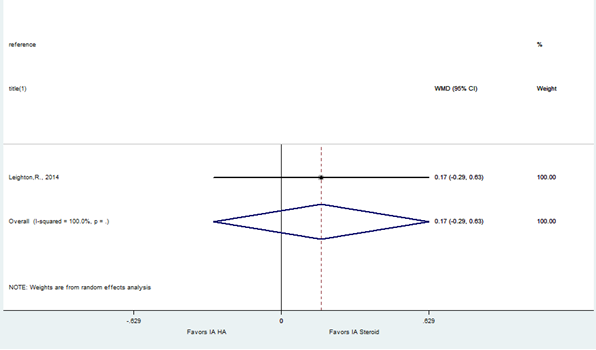 reference %
title(1) WMD (95% CI) Weight
Leighton,R., 2014 0.17 (-0.29, 0.63) 100.00
Overall (I-squared = 100.0%, p = .) 0.17 (-0.29, 0.63) 100.00
NOTE: Weights are from random effects analysis
-.629 0 .629
Favors IA HA Favors IA Steroid